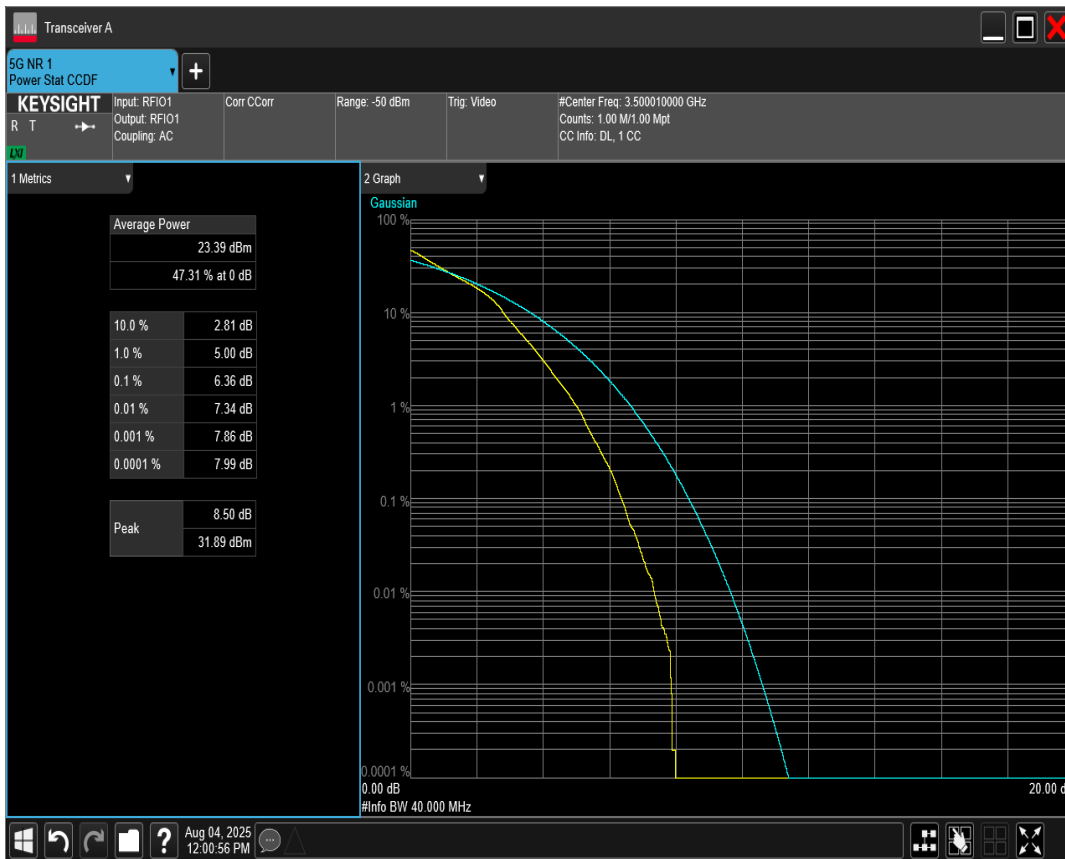 Transceiver A
5G NR 1
Power Stat CCDF
+
KEYSIGHT
R T
LXI
Input: RFIO1
Output: RFIO1
Coupling: AC
Corr CCorr
Range: -50 dBm
Trig: Video
#Center Freq: 3.500010000 GHz
Counts: 1.00 M/1.00 Mpt
CC Info: DL, 1 CC
1 Metrics
Average Power
23.39 dBm
47.31 % at 0 dB
10.0 % 2.81 dB
1.0 % 5.00 dB
0.1 % 6.36 dB
0.01 % 7.34 dB
0.001 % 7.86 dB
0.0001 % 7.99 dB
Peak
8.50 dB
31.89 dBm
2 Graph
Gaussian
100 %
10 %
1 %
0.1 %
0.01 %
0.001 %
0.0001 %
0.00 dB
20.00 d
#Info BW 40.000 MHz
?
Aug 04, 2025
12:00:56 PM